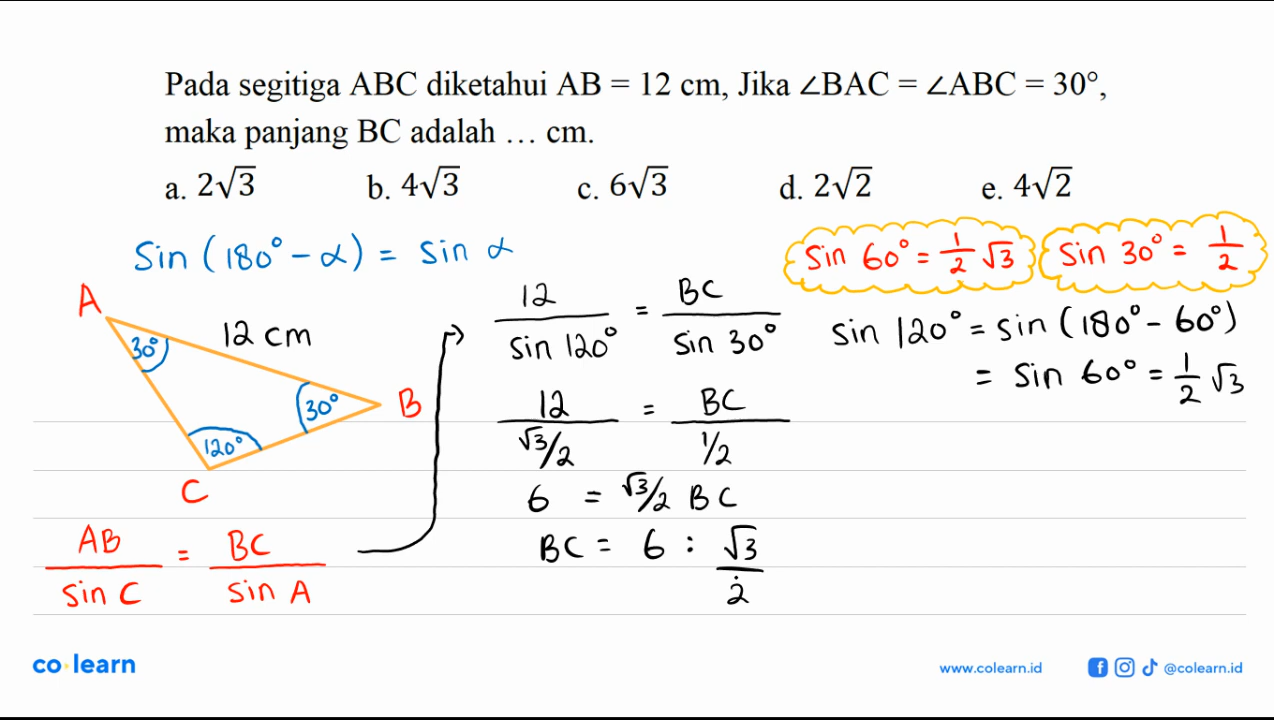 Pada segitiga ABC diketahui AB = 12 cm, Jika ∠BAC = ∠ABC = 30°,
maka panjang BC adalah … cm.
a. 2√3 b. 4√3 c. 6√3 d. 2√2 e. 4√2
Sin (180° - α) = Sin α
Sin 60° = 1/2 √3
Sin 30° = 1/2
A
12 cm
30°
30°
B
120°
C
AB / Sin C = BC / Sin A
12 / Sin 120° = BC / Sin 30°
12 / √3/2 = BC / 1/2
6 = √3/2 BC
BC = 6 : √3 / 2
Sin 120° = Sin (180° - 60°)
= Sin 60° = 1/2 √3
co·learn
www.colearn.id
@colearn.id